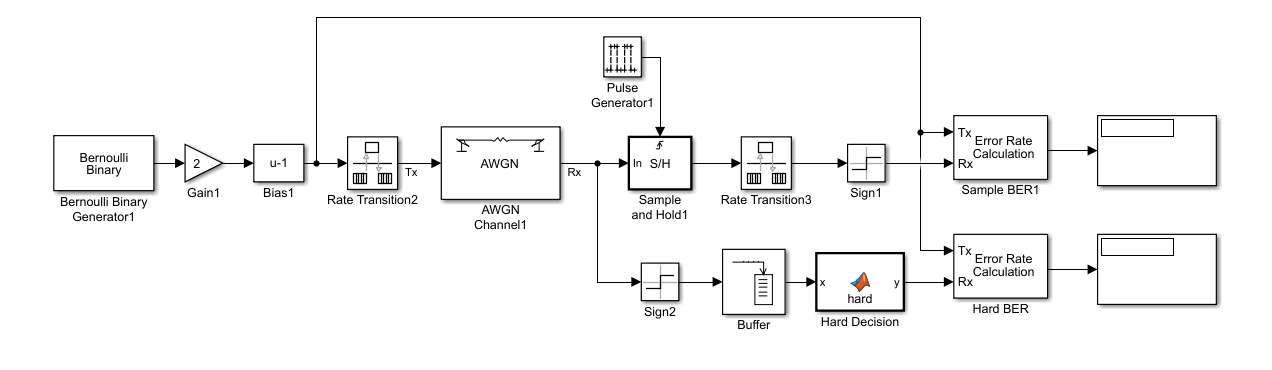 Pulse
Generator1
Bernoulli
Binary
Bernoulli Binary
Generator1
2
Gain1
u-1
Bias1
Rate Transition2
Tx
AWGN
AWGN
Channel1
Rx
In
S/H
Sample
and Hold1
Rate Transition3
Sign1
Tx
Rx
Error Rate
Calculation
Sample BER1
Sign2
Buffer
x
hard
y
Hard Decision
Tx
Rx
Error Rate
Calculation
Hard BER